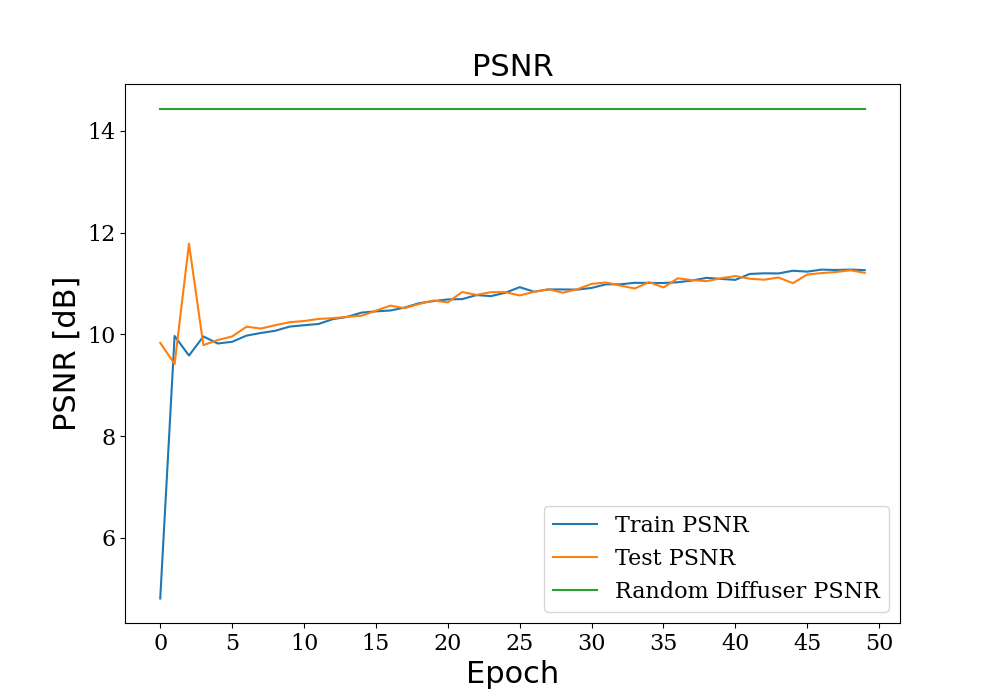 PSNR
14
12
10
8
6
PSNR [dB]
Train PSNR
Test PSNR
Random Diffuser PSNR
0 5 10 15 20 25 30 35 40 45 50
Epoch